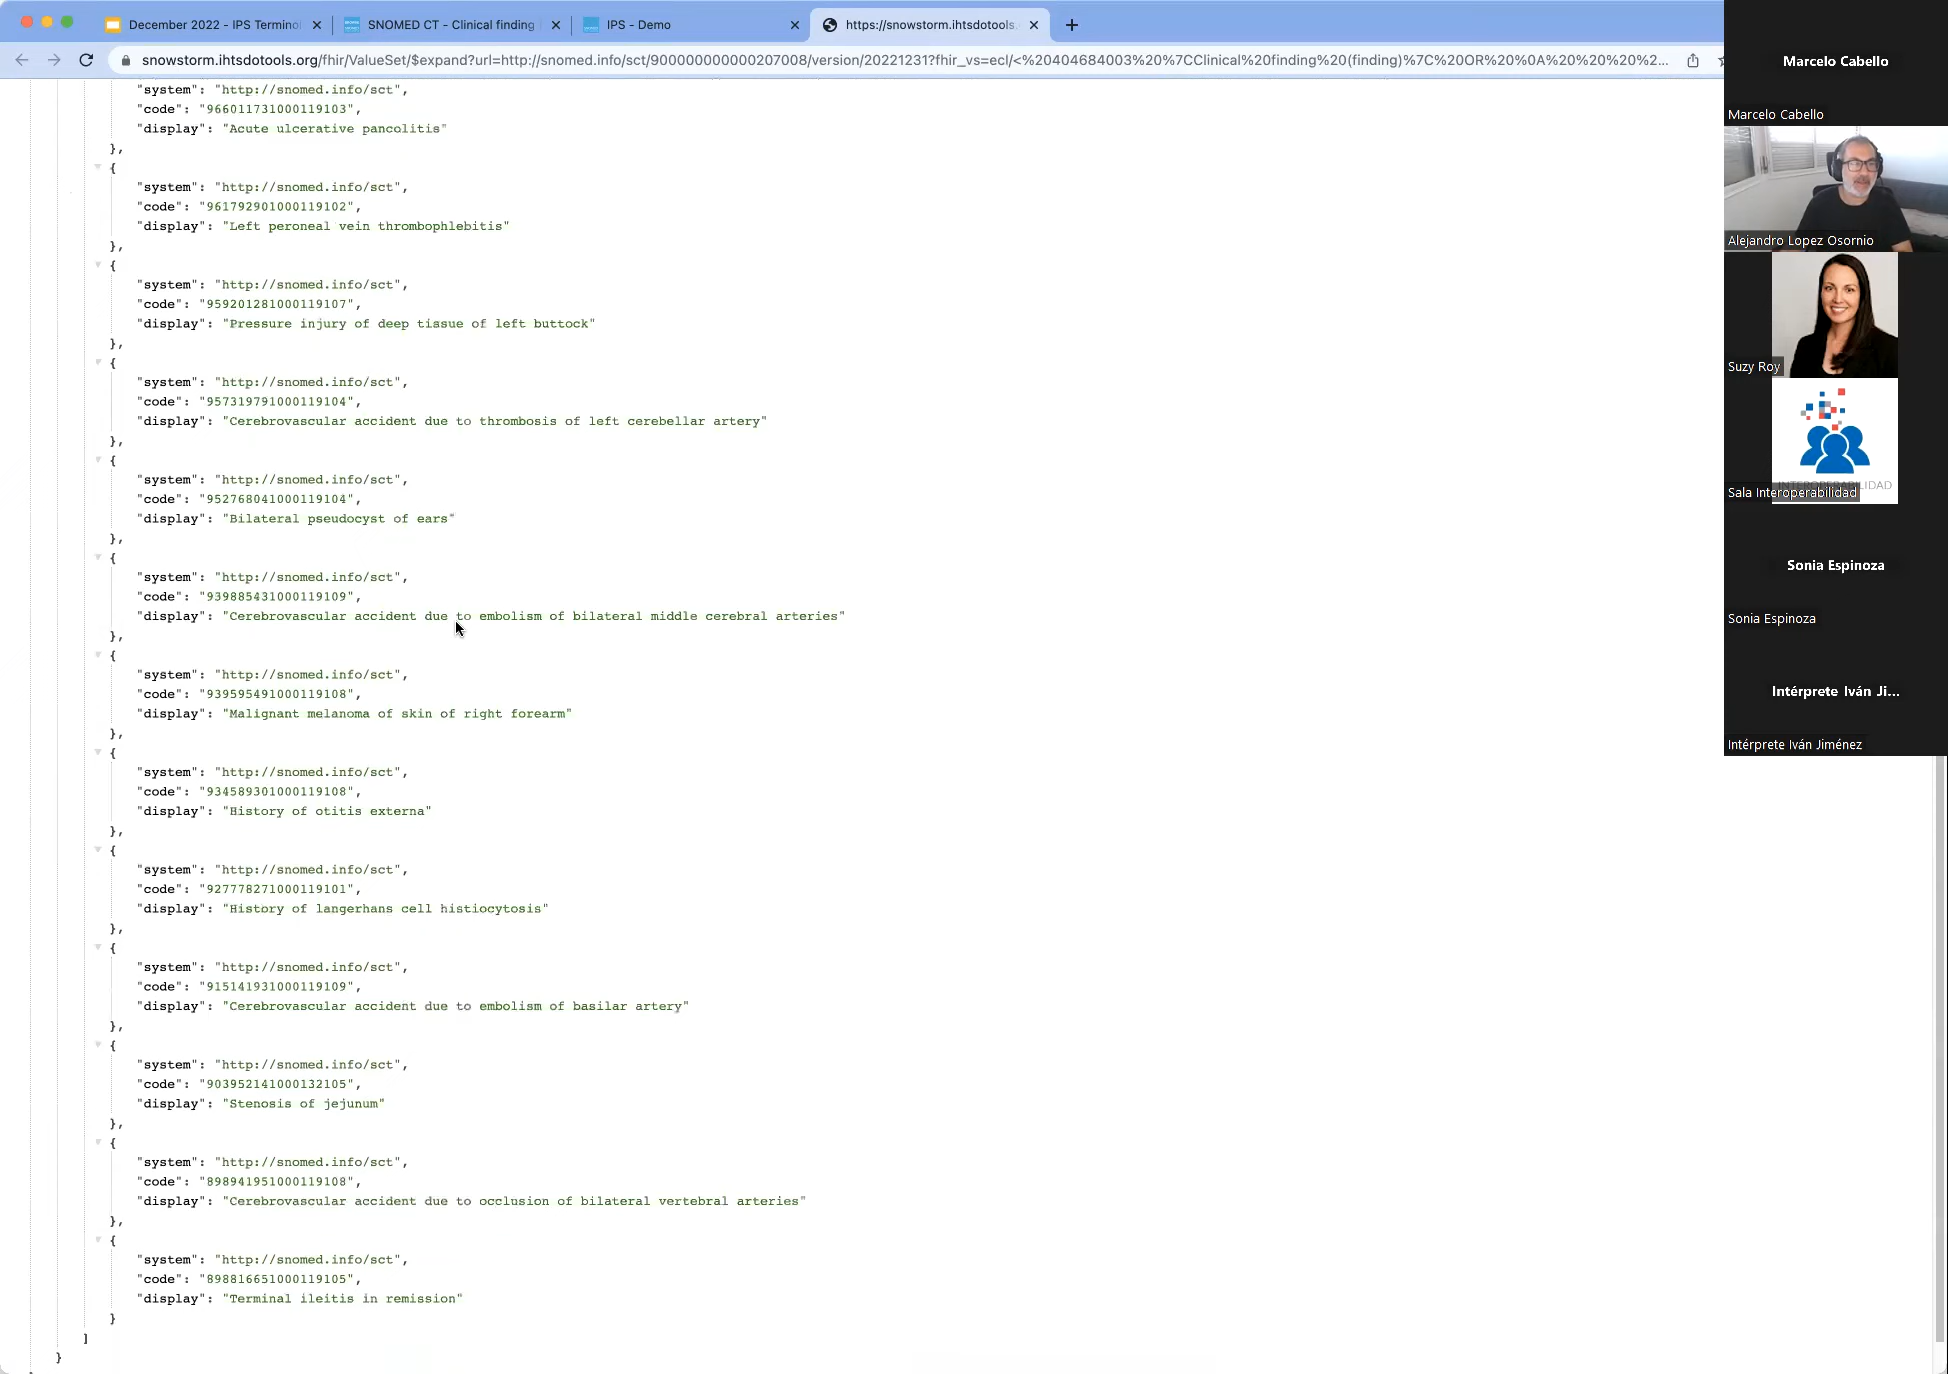 December 2022 - IPS Termino
SNOMED CT - Clinical finding
IPS - Demo
https://snowstorm.ihtsdotools.
snowstorm.ihtsdotools.org/fhir/ValueSet/$expand?url=http://snomed.info/sct/900000000000207008/version/20221231?fhir_vs=ecl/<%20404684003%20%7CClinical%20finding%20(finding)%7C%20OR%20%0A%20%20%20%2...
"system": "http://snomed.info/sct",
"code": "966011731000119103",
"display": "Acute ulcerative pancolitis"
},
{
"system": "http://snomed.info/sct",
"code": "961792901000119102",
"display": "Left peroneal vein thrombophlebitis"
},
{
"system": "http://snomed.info/sct",
"code": "959201281000119107",
"display": "Pressure injury of deep tissue of left buttock"
},
{
"system": "http://snomed.info/sct",
"code": "957319791000119104",
"display": "Cerebrovascular accident due to thrombosis of left cerebellar artery"
},
{
"system": "http://snomed.info/sct",
"code": "952768041000119104",
"display": "Bilateral pseudocyst of ears"
},
{
"system": "http://snomed.info/sct",
"code": "939885431000119109",
"display": "Cerebrovascular accident due to embolism of bilateral middle cerebral arteries"
},
{
"system": "http://snomed.info/sct",
"code": "939595491000119108",
"display": "Malignant melanoma of skin of right forearm"
},
{
"system": "http://snomed.info/sct",
"code": "934589301000119108",
"display": "History of otitis externa"
},
{
"system": "http://snomed.info/sct",
"code": "927778271000119101",
"display": "History of langerhans cell histiocytosis"
},
{
"system": "http://snomed.info/sct",
"code": "915141931000119109",
"display": "Cerebrovascular accident due to embolism of basilar artery"
},
{
"system": "http://snomed.info/sct",
"code": "903952141000132105",
"display": "Stenosis of jejunum"
},
{
"system": "http://snomed.info/sct",
"code": "898941951000119108",
"display": "Cerebrovascular accident due to occlusion of bilateral vertebral arteries"
},
{
"system": "http://snomed.info/sct",
"code": "898816651000119105",
"display": "Terminal ileitis in remission"
}
]
}
Marcelo Cabello
Marcelo Cabello
Alejandro Lopez Osornio
Suzy Roy
INTEROPERABILIDAD
Sala Interoperabilidad
Sonia Espinoza
Sonia Espinoza
Intérprete Iván Ji...
Intérprete Iván Jiménez